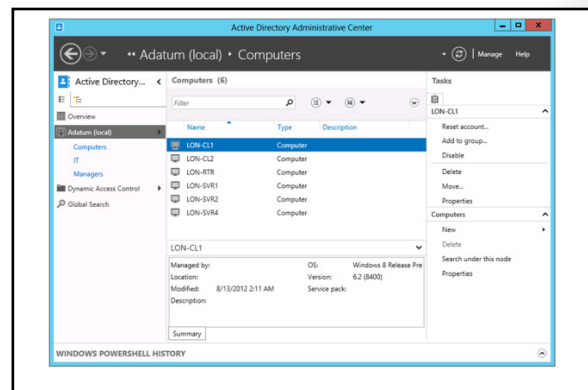 Active Directory Administrative Center
Adatum (local) Computers
Manage Help
Active Directory...
Overview
Adatum (local)
Computers
IT
Managers
Dynamic Access Control
Global Search
Computers (6)
Filter
Name Type Description
LON-CL1 Computer
LON-CL2 Computer
LON-RTR Computer
LON-SVR1 Computer
LON-SVR2 Computer
LON-SVR4 Computer
LON-CL1
Managed by: OS: Windows 8 Release Pre
Location: Version: 6.2 (8400)
Modified: 8/13/2012 2:11 AM Service pack:
Description:
Summary
Tasks
LON-CL1
Reset account...
Add to group...
Disable
Delete
Move...
Properties
Computers
New
Delete
Search under this node
Properties
WINDOWS POWERSHELL HISTORY